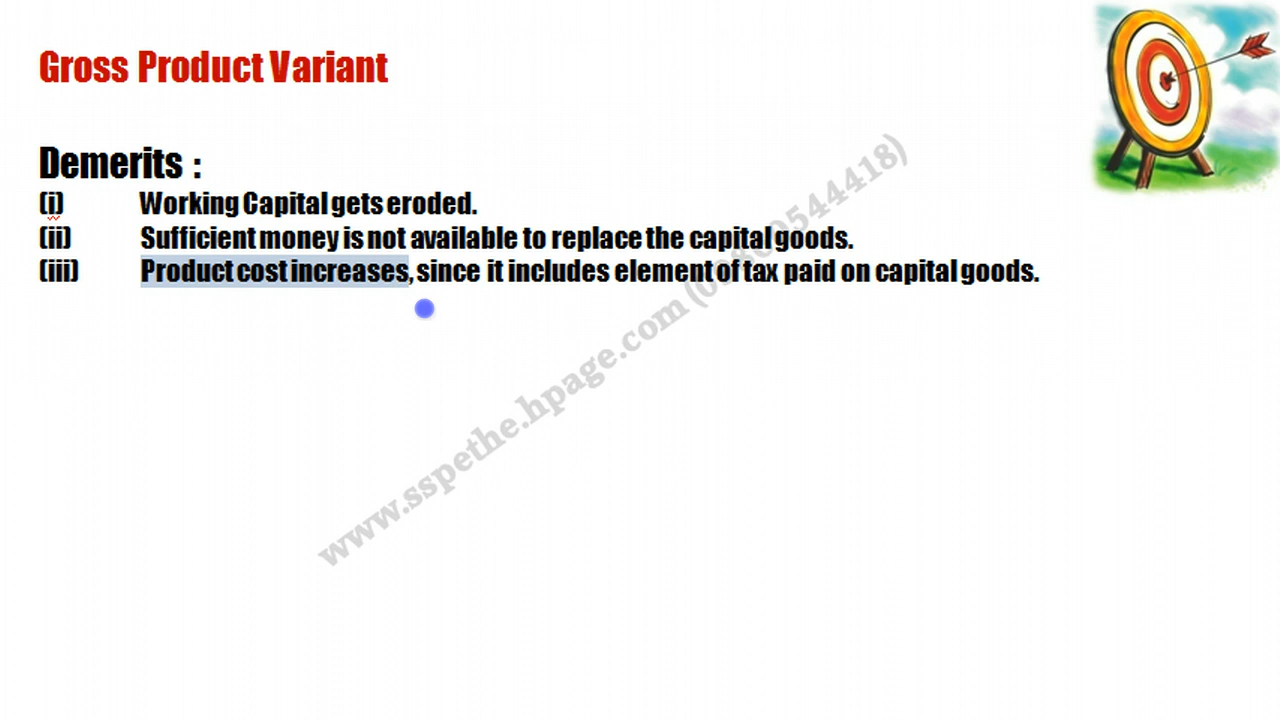 Gross Product Variant
Demerits :
(i) Working Capital gets eroded.
(ii) Sufficient money is not available to replace the capital goods.
(iii) Product cost increases, since it includes element of tax paid on capital goods.
www.sspethe.hpage.com